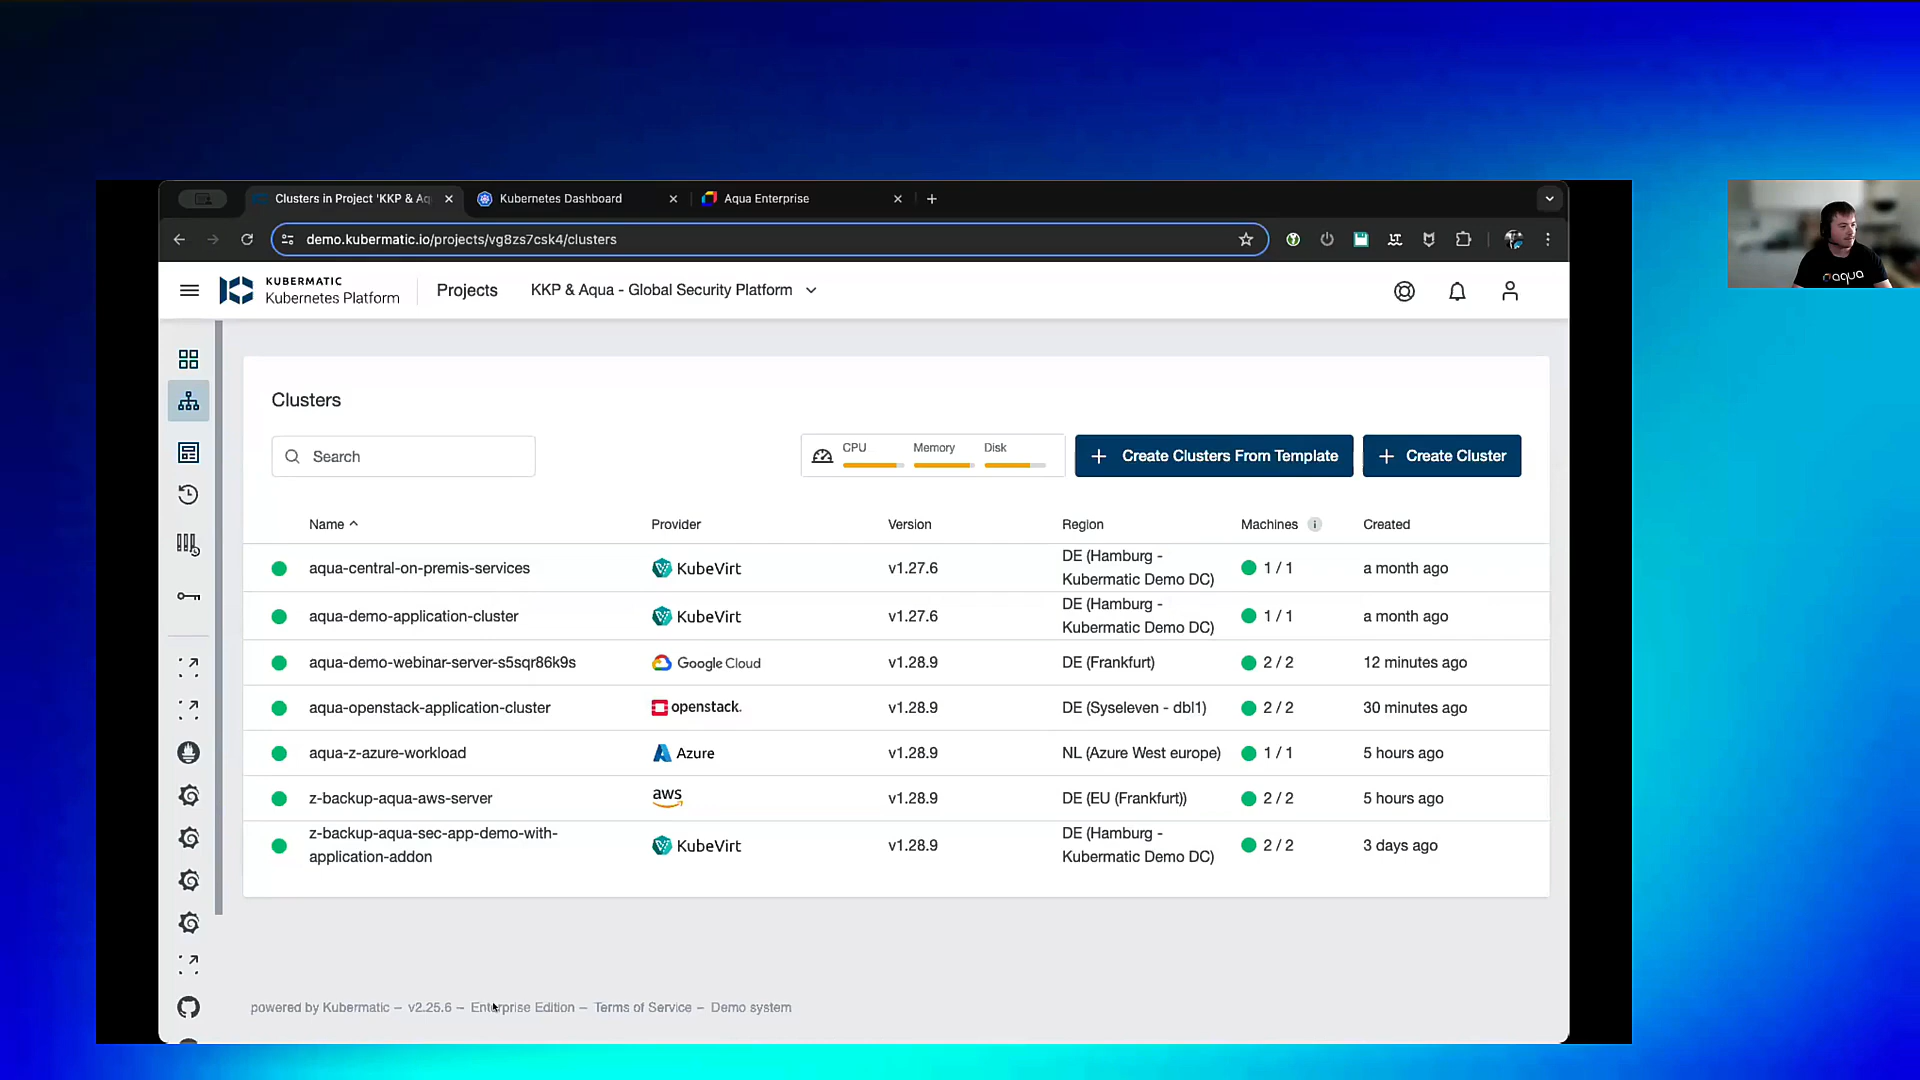 Clusters in Project 'KKP & Aq
Kubernetes Dashboard
Aqua Enterprise
demo.kubermatic.io/projects/vg8zs7csk4/clusters
KUBERMATIC
Kubernetes Platform
Projects
KKP & Aqua - Global Security Platform
aqua
Clusters
Search
CPU
Memory
Disk
Create Clusters From Template
Create Cluster
Name
Provider
Version
Region
Machines
i
Created
aqua-central-on-premis-services
KubeVirt
v1.27.6
DE (Hamburg -
Kubermatic Demo DC)
1 / 1
a month ago
aqua-demo-application-cluster
KubeVirt
v1.27.6
DE (Hamburg -
Kubermatic Demo DC)
1 / 1
a month ago
aqua-demo-webinar-server-s5sqr86k9s
Google Cloud
v1.28.9
DE (Frankfurt)
2 / 2
12 minutes ago
aqua-openstack-application-cluster
openstack.
v1.28.9
DE (Syseleven - dbl1)
2 / 2
30 minutes ago
aqua-z-azure-workload
Azure
v1.28.9
NL (Azure West europe)
1 / 1
5 hours ago
z-backup-aqua-aws-server
aws
v1.28.9
DE (EU (Frankfurt))
2 / 2
5 hours ago
z-backup-aqua-sec-app-demo-with-
application-addon
KubeVirt
v1.28.9
DE (Hamburg -
Kubermatic Demo DC)
2 / 2
3 days ago
powered by Kubermatic – v2.25.6 – Enterprise Edition – Terms of Service – Demo system